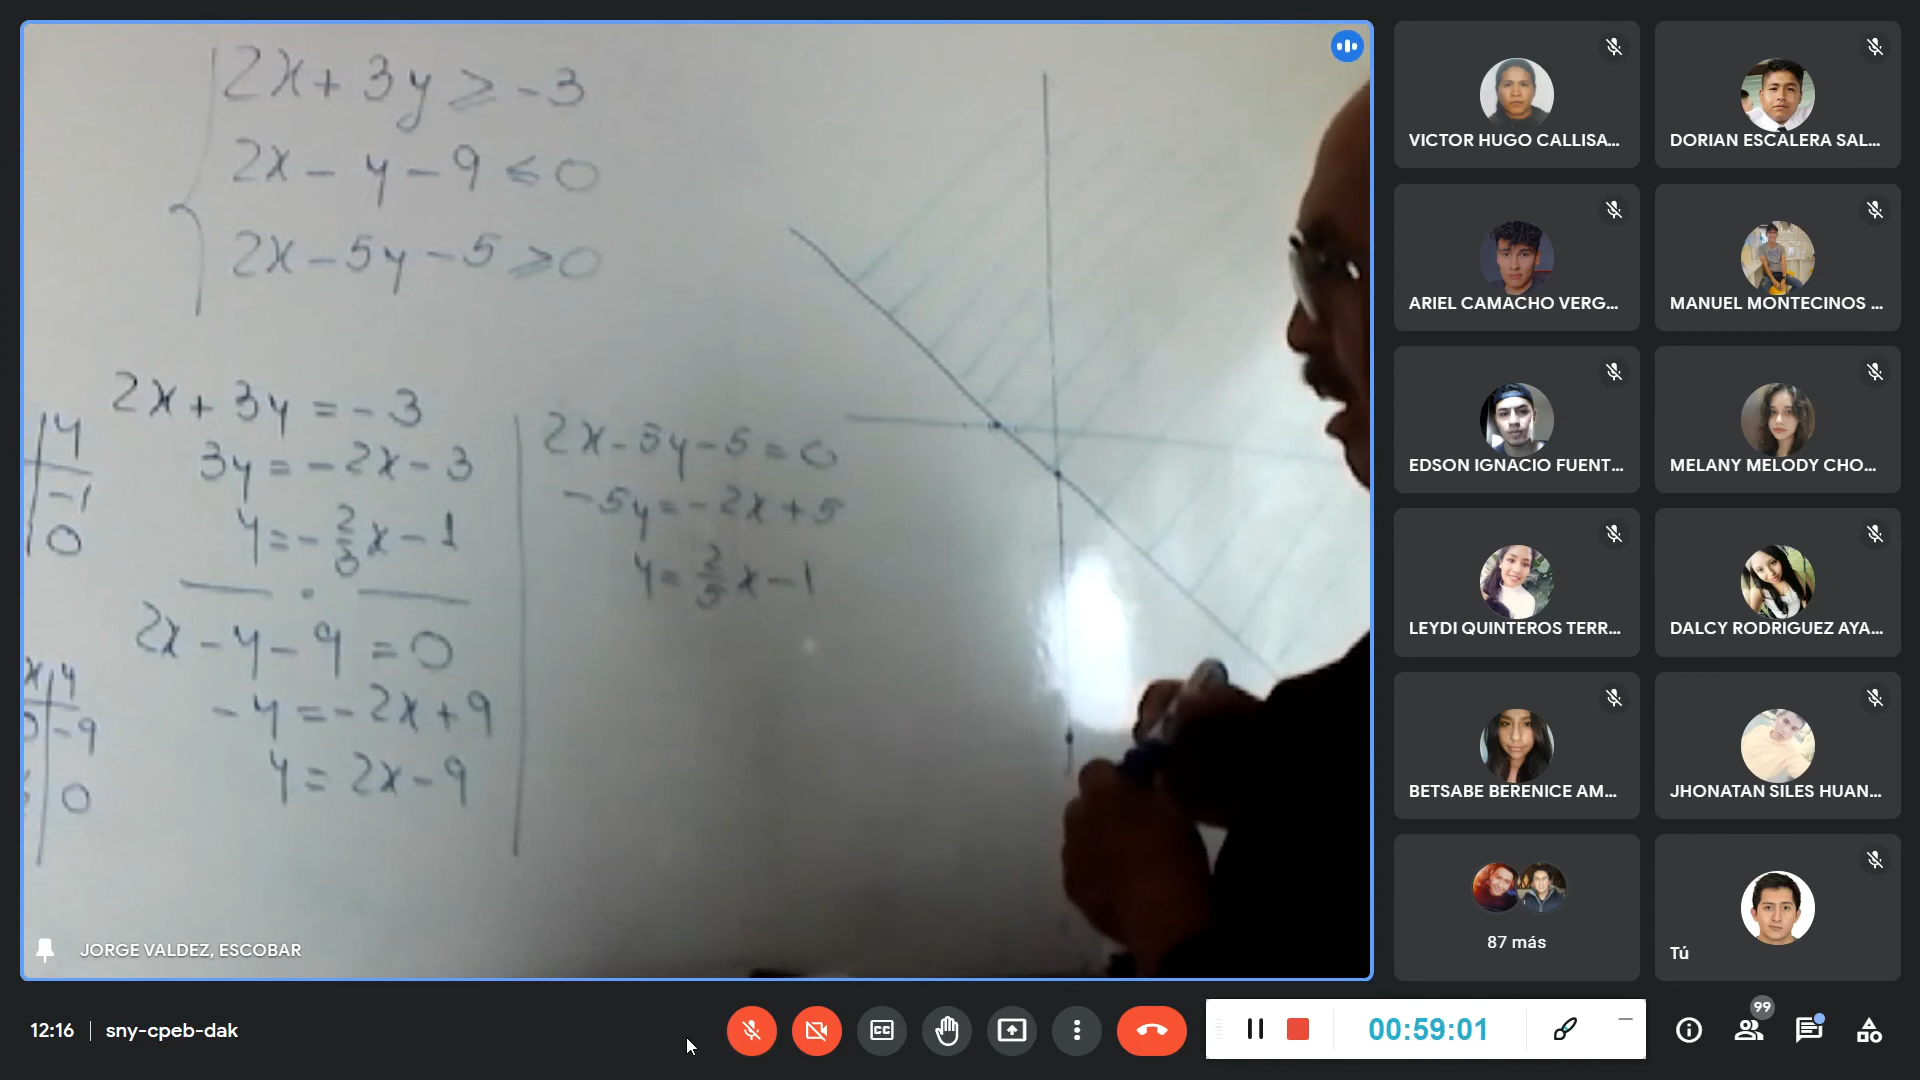 2x + 3y ≥ -3
2x - y - 9 ≤ 0
2x - 5y - 5 ≥ 0
2x + 3y = -3
3y = -2x - 3
y = -2/3 x - 1
2x - y - 9 = 0
-y = -2x + 9
y = 2x - 9
y
-1
0
x y
0 -9
0
2x - 5y - 5 = 0
-5y = -2x + 5
y = 2/5 x - 1
JORGE VALDEZ, ESCOBAR
VICTOR HUGO CALLISA...
DORIAN ESCALERA SAL...
ARIEL CAMACHO VERG...
MANUEL MONTECINOS ...
EDSON IGNACIO FUENT...
MELANY MELODY CHO...
LEYDI QUINTEROS TERR...
DALCY RODRIGUEZ AYA...
BETSABE BERENICE AM...
JHONATAN SILES HUAN...
87 más
Tú
12:16 | sny-cpeb-dak
CC
00:59:01
99